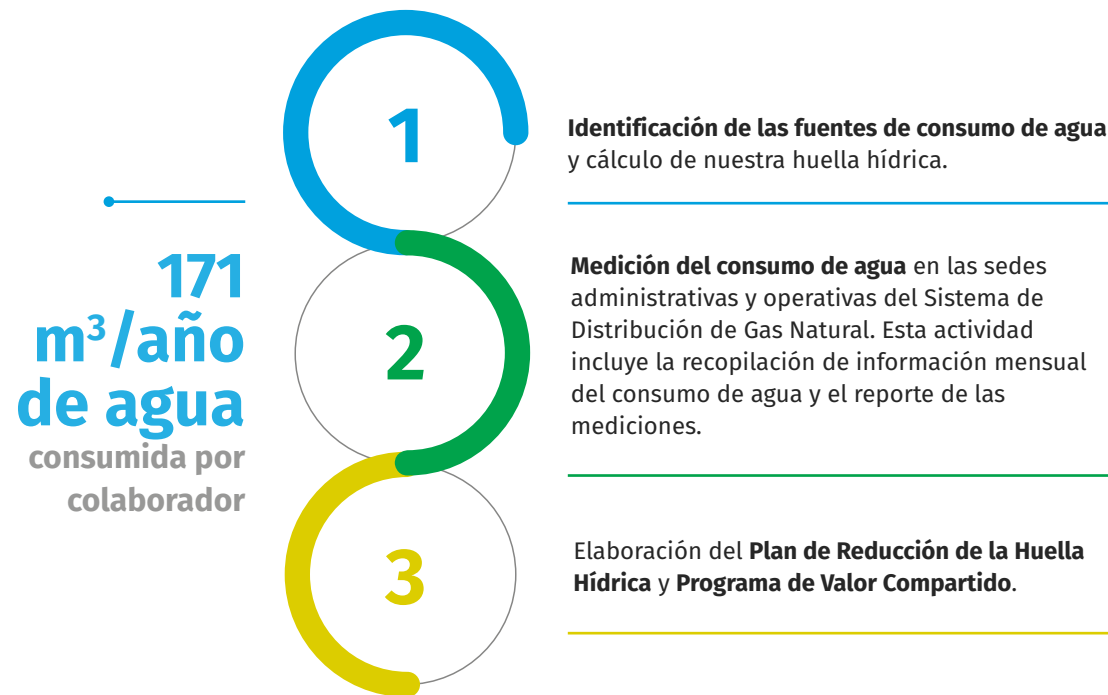 171
m³/año
de agua
consumida por
colaborador
1
Identificación de las fuentes de consumo de agua
y cálculo de nuestra huella hídrica.
2
Medición del consumo de agua en las sedes
administrativas y operativas del Sistema de
Distribución de Gas Natural. Esta actividad
incluye la recopilación de información mensual
del consumo de agua y el reporte de las
mediciones.
3
Elaboración del Plan de Reducción de la Huella
Hídrica y Programa de Valor Compartido.